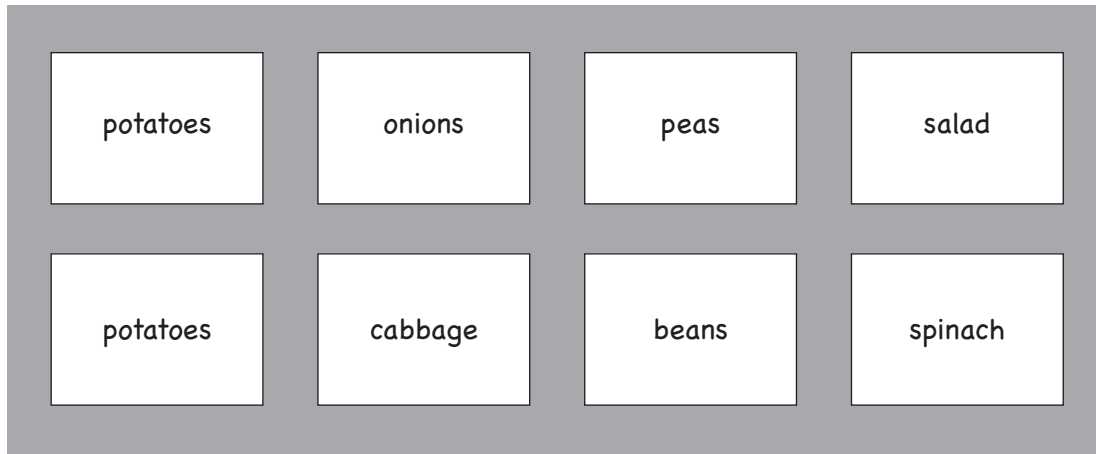 potatoes onions peas salad
potatoes cabbage beans spinach